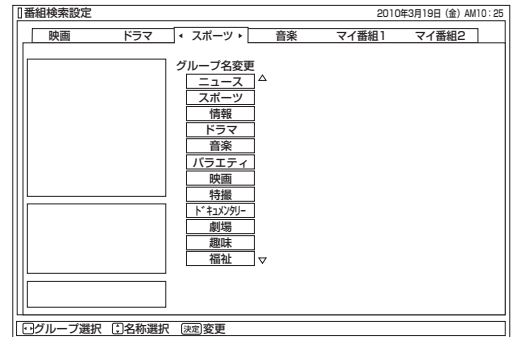 番組検索設定 2010年3月19日 (金) AM10:25
映画 ドラマ スポーツ 音楽 マイ番組1 マイ番組2
グループ名変更
ニュース
スポーツ
情報
ドラマ
音楽
バラエティ
映画
特撮
ドキュメンタリー
劇場
趣味
福祉
グループ選択 名称選択 決定 変更